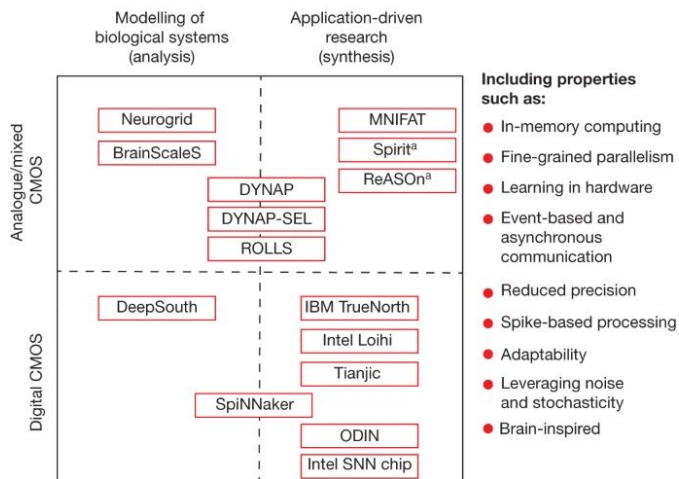 Modelling of
biological systems
(analysis)
Application-driven
research
(synthesis)
Analogue/mixed
CMOS
Neurogrid
BrainScaleS
DYNAP
DYNAP-SEL
ROLLS
MNIFAT
Spiritᵃ
ReASOnᵃ
Digital CMOS
DeepSouth
IBM TrueNorth
Intel Loihi
Tianjic
SpiNNaker
ODIN
Intel SNN chip
Including properties
such as:
In-memory computing
Fine-grained parallelism
Learning in hardware
Event-based and
asynchronous
communication
Reduced precision
Spike-based processing
Adaptability
Leveraging noise
and stochasticity
Brain-inspired